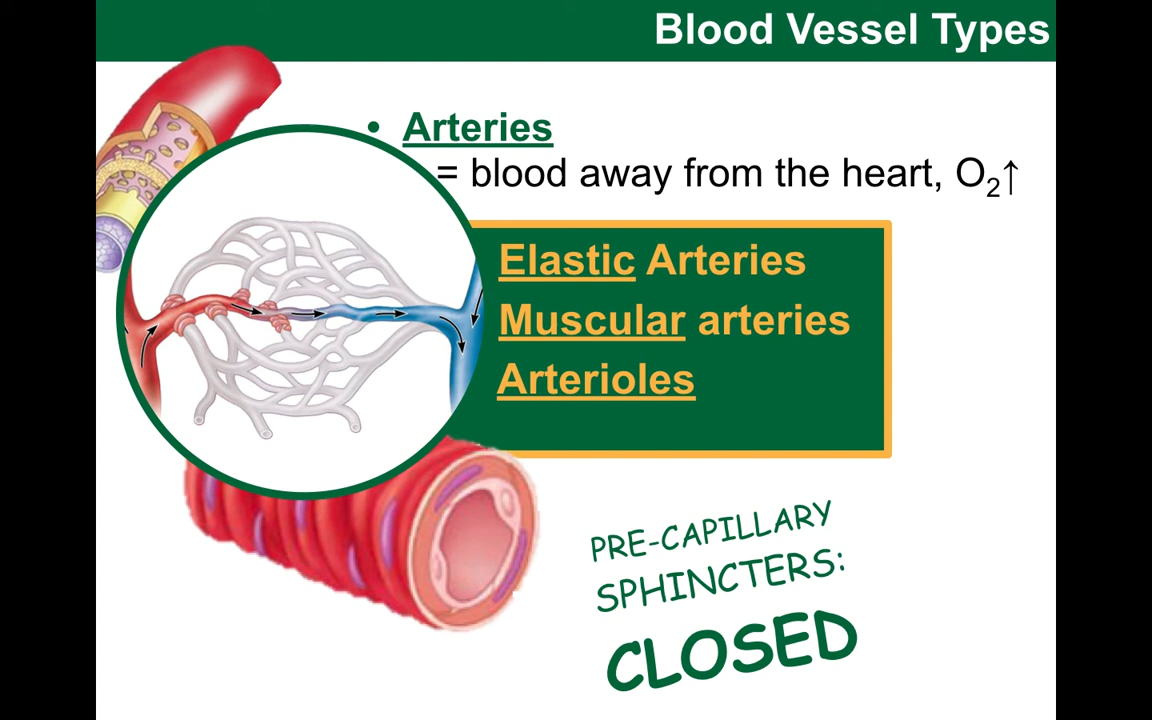 Blood Vessel Types
• Arteries
= blood away from the heart, O₂↑
Elastic Arteries
Muscular arteries
Arterioles
PRE-CAPILLARY
SPHINCTERS:
CLOSED